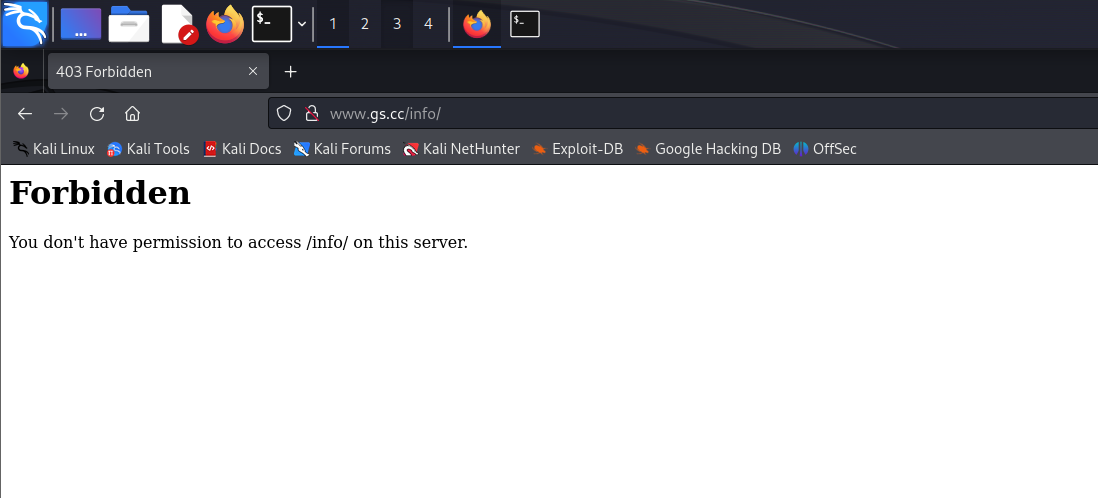 $-
...
1 2 3 4
$-
403 Forbidden
www.gs.cc/info/
Kali Linux Kali Tools Kali Docs Kali Forums Kali NetHunter Exploit-DB Google Hacking DB OffSec
Forbidden
You don't have permission to access /info/ on this server.